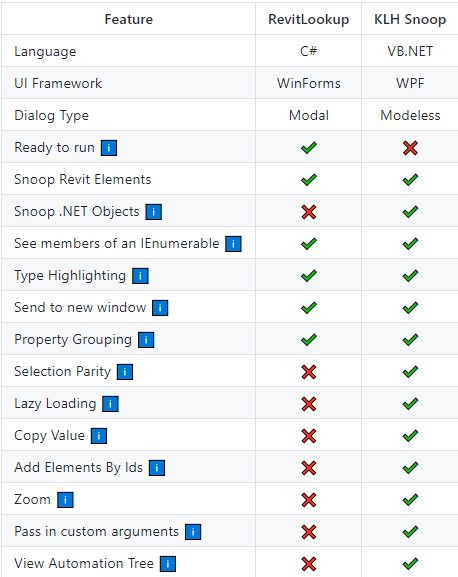 Feature RevitLookup KLH Snoop
Language C# VB.NET
UI Framework WinForms WPF
Dialog Type Modal Modeless
Ready to run i ✔ ✖
Snoop Revit Elements ✔ ✔
Snoop .NET Objects i ✖ ✔
See members of an IEnumerable i ✔ ✔
Type Highlighting i ✔ ✔
Send to new window i ✔ ✔
Property Grouping i ✔ ✔
Selection Parity i ✖ ✔
Lazy Loading i ✖ ✔
Copy Value i ✖ ✔
Add Elements By Ids i ✖ ✔
Zoom i ✖ ✔
Pass in custom arguments i ✖ ✔
View Automation Tree i ✖ ✔